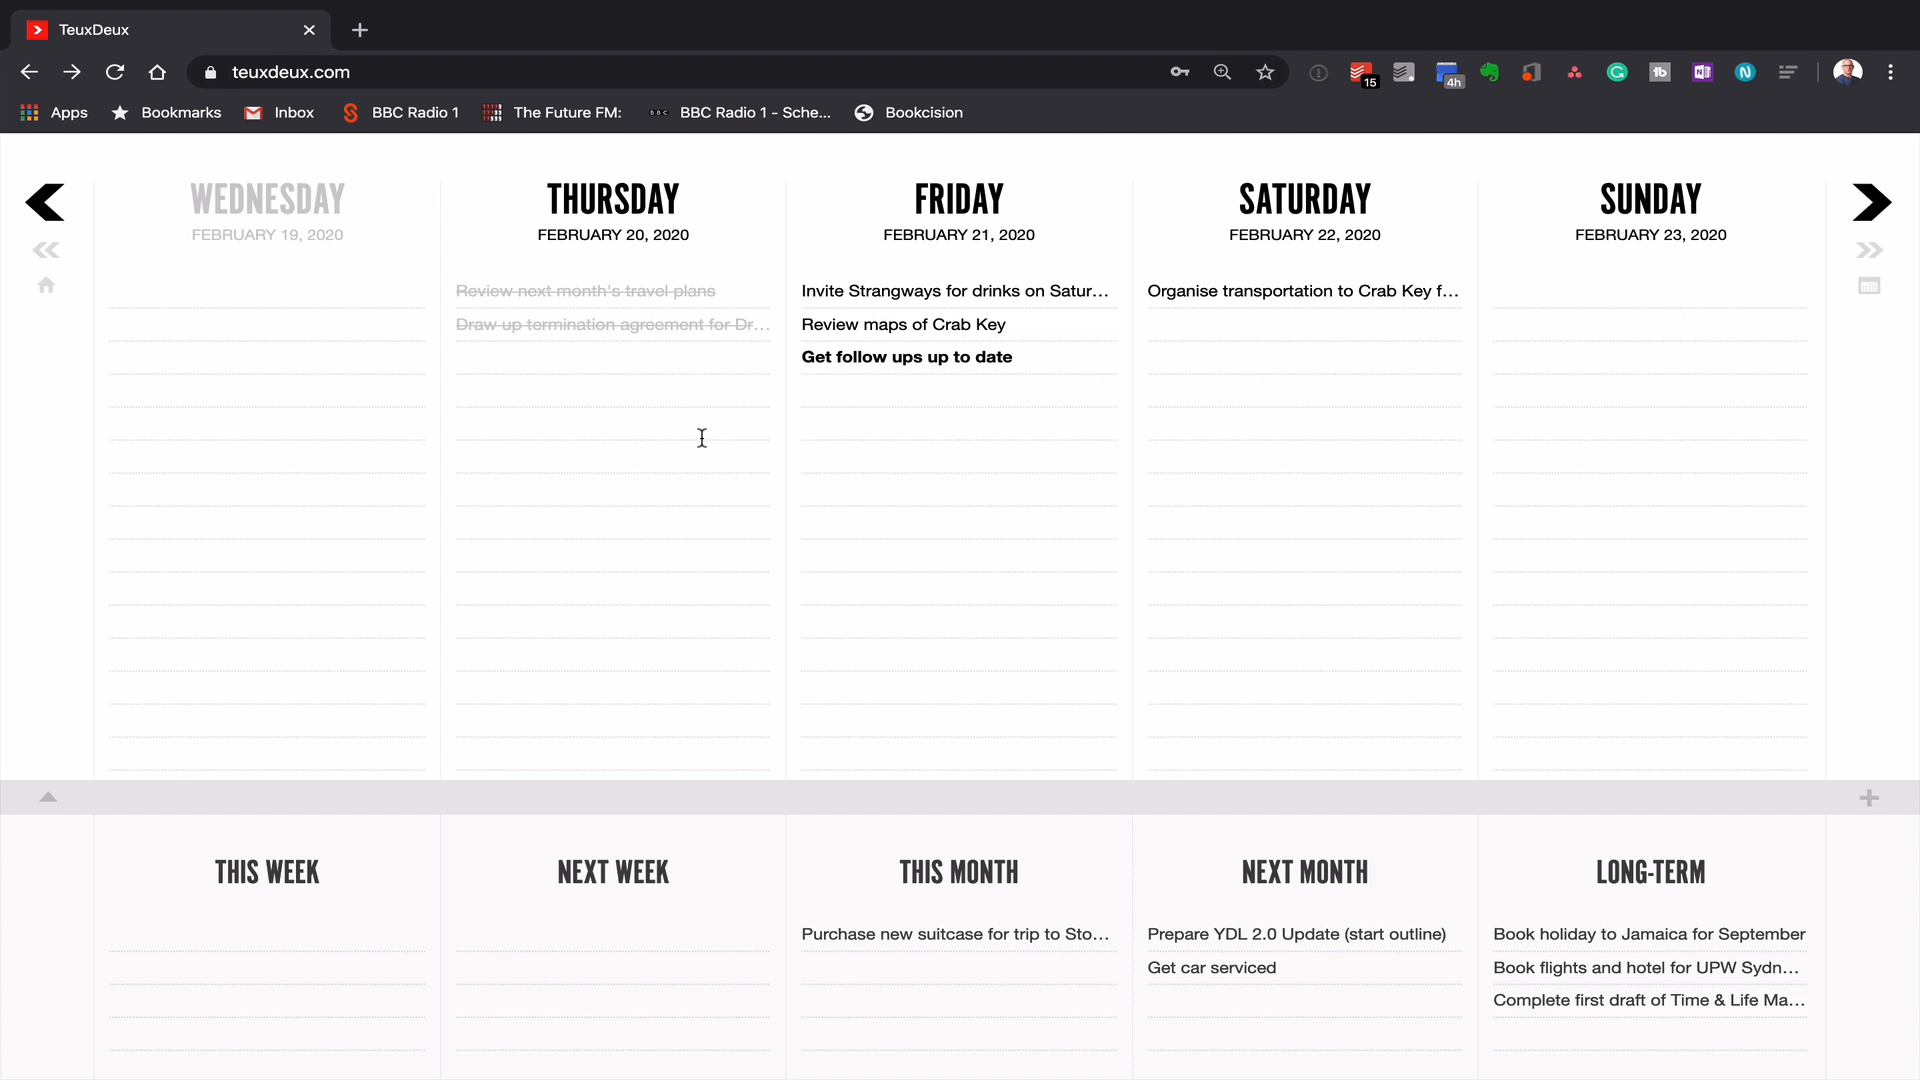 TeuxDeux
teuxdeux.com
15
4h
Apps
Bookmarks
Inbox
BBC Radio 1
The Future FM:
BBC
BBC Radio 1 - Sche...
Bookcision
WEDNESDAY
FEBRUARY 19, 2020
THURSDAY
FEBRUARY 20, 2020
Review next month's travel plans
Draw up termination agreement for Dr...
FRIDAY
FEBRUARY 21, 2020
Invite Strangways for drinks on Satur...
Review maps of Crab Key
Get follow ups up to date
SATURDAY
FEBRUARY 22, 2020
Organise transportation to Crab Key f...
SUNDAY
FEBRUARY 23, 2020
THIS WEEK
NEXT WEEK
THIS MONTH
Purchase new suitcase for trip to Sto...
NEXT MONTH
Prepare YDL 2.0 Update (start outline)
Get car serviced
LONG-TERM
Book holiday to Jamaica for September
Book flights and hotel for UPW Sydn...
Complete first draft of Time & Life Ma...